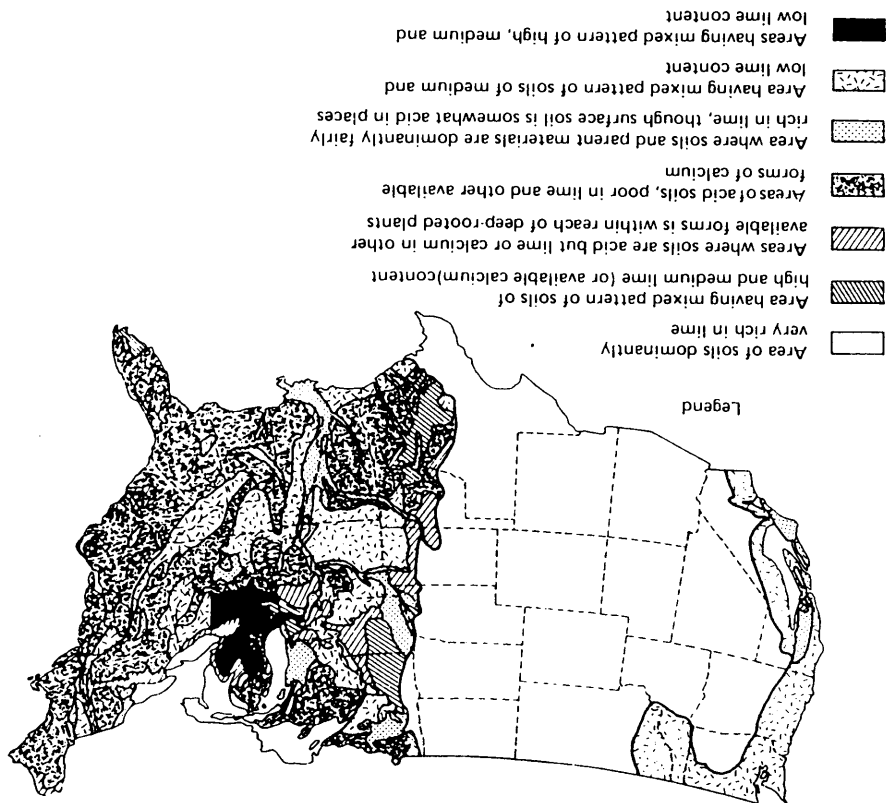 Legend
Area of soils dominantly
very rich in lime
Area having mixed pattern of soils of
high and medium lime (or available calcium)content
Areas where soils are acid but lime or calcium in other
available forms is within reach of deep-rooted plants
Areas of acid soils, poor in lime and other available
forms of calcium
Area where soils and parent materials are dominantly fairly
rich in lime, though surface soil is somewhat acid in places
Area having mixed pattern of soils of medium and
low lime content
Areas having mixed pattern of high, medium and
low lime content